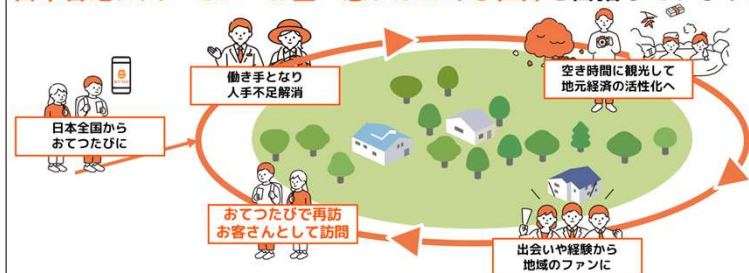 働き手となり
人手不足解消
空き時間に観光して
地元経済の活性化へ
日本全国から
おてつたびに
おてつたびで再訪
お客さんとして訪問
出会いや経験から
地域のファンに